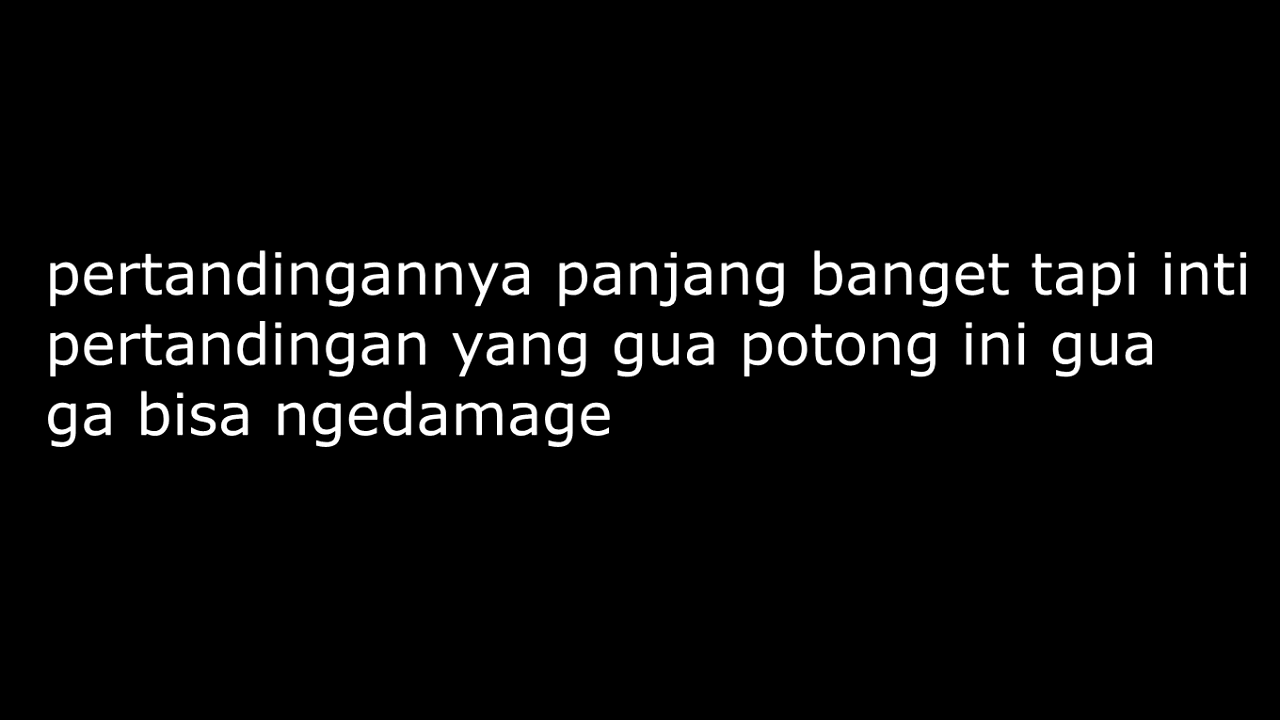 pertandingannya panjang banget tapi inti
pertandingan yang gua potong ini gua
ga bisa ngedamage